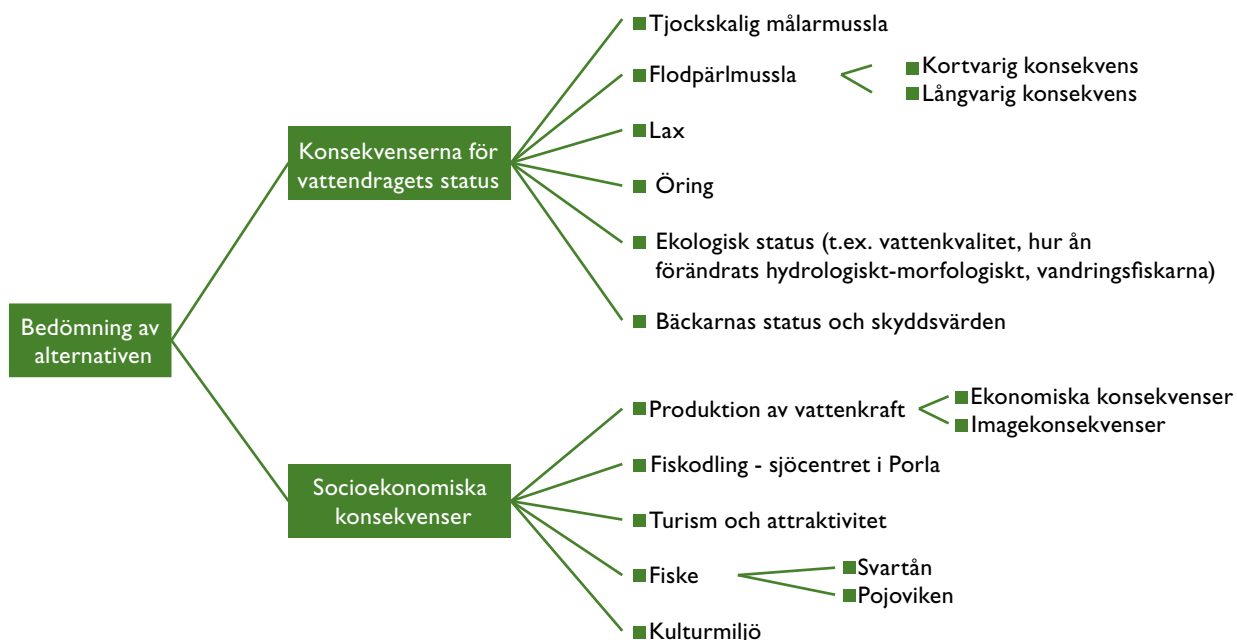 Bedömning av
alternativen
Konsekvenserna för
vattendragets status
Tjockskalig målarmussla
Flodpärlmussla
Kortvarig konsekvens
Långvarig konsekvens
Lax
Öring
Ekologisk status (t.ex. vattenkvalitet, hur ån
förändrats hydrologiskt-morfologiskt, vandringsfiskarna)
Bäckarnas status och skyddsvärden
Socioekonomiska
konsekvenser
Produktion av vattenkraft
Ekonomiska konsekvenser
Imagekonsekvenser
Fiskodling - sjöcentret i Porla
Turism och attraktivitet
Fiske
Svartån
Pojoviken
Kulturmiljö